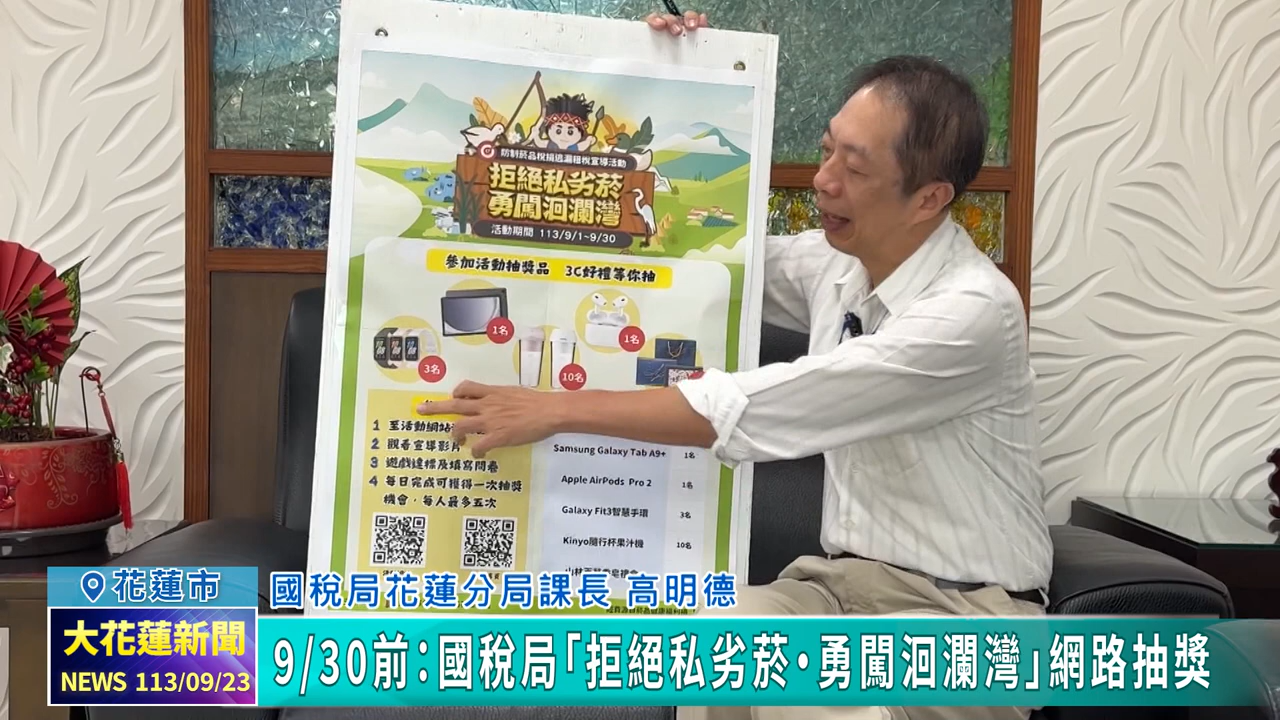 防制菸品稅捐逃漏租稅宣導活動
拒絕私劣菸
勇闖洄瀾灣
活動期間 113/9/1~9/30
參加活動抽獎品 3C好禮等你抽
1名
1名
3名
10名
1 至活動網站
2 觀看宣導影片
3 遊戲達標及填寫問卷
4 每日完成可獲得一次抽獎
機會,每人最多五次
Samsung Galaxy Tab A9+ 1名
Apple AirPods Pro 2 1名
Galaxy Fit3智慧手環 3名
Kinyo隨行杯果汁機 10名
花蓮市
國稅局花蓮分局課長 高明德
大花蓮新聞
NEWS 113/09/23
9/30前:國稅局「拒絕私劣菸•勇闖洄瀾灣」網路抽獎